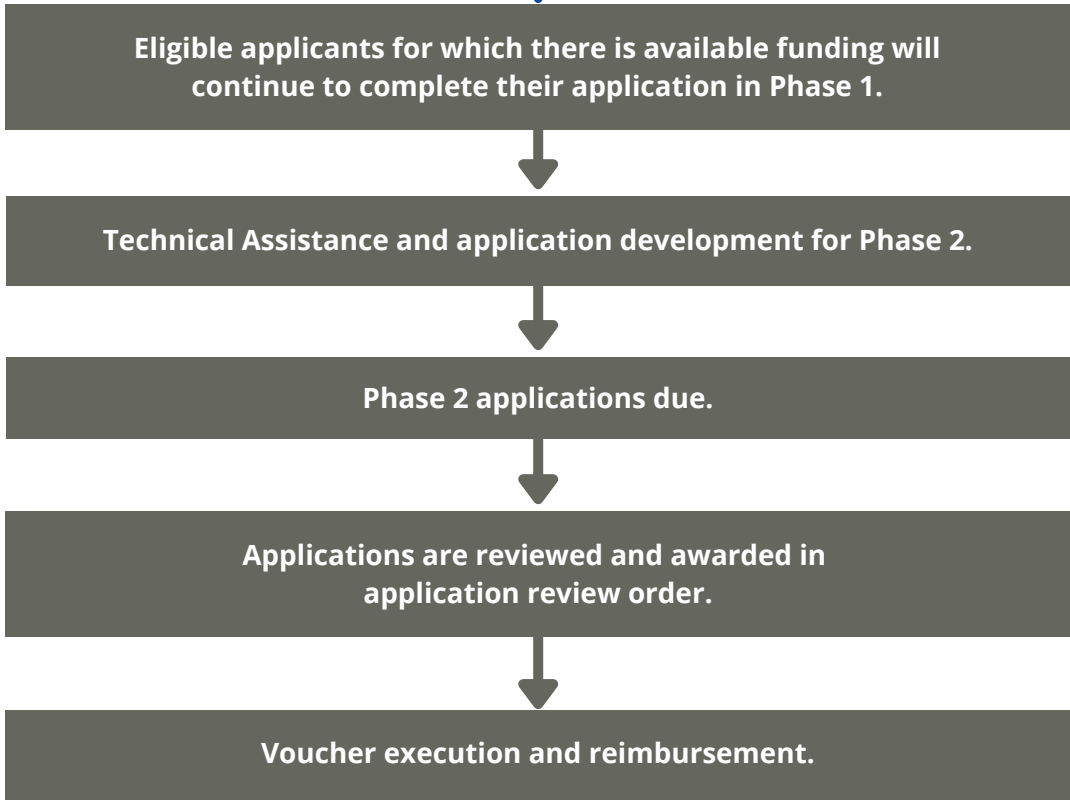 Eligible applicants for which there is available funding will
continue to complete their application in Phase 1.
Technical Assistance and application development for Phase 2.
Phase 2 applications due.
Applications are reviewed and awarded in
application review order.
Voucher execution and reimbursement.